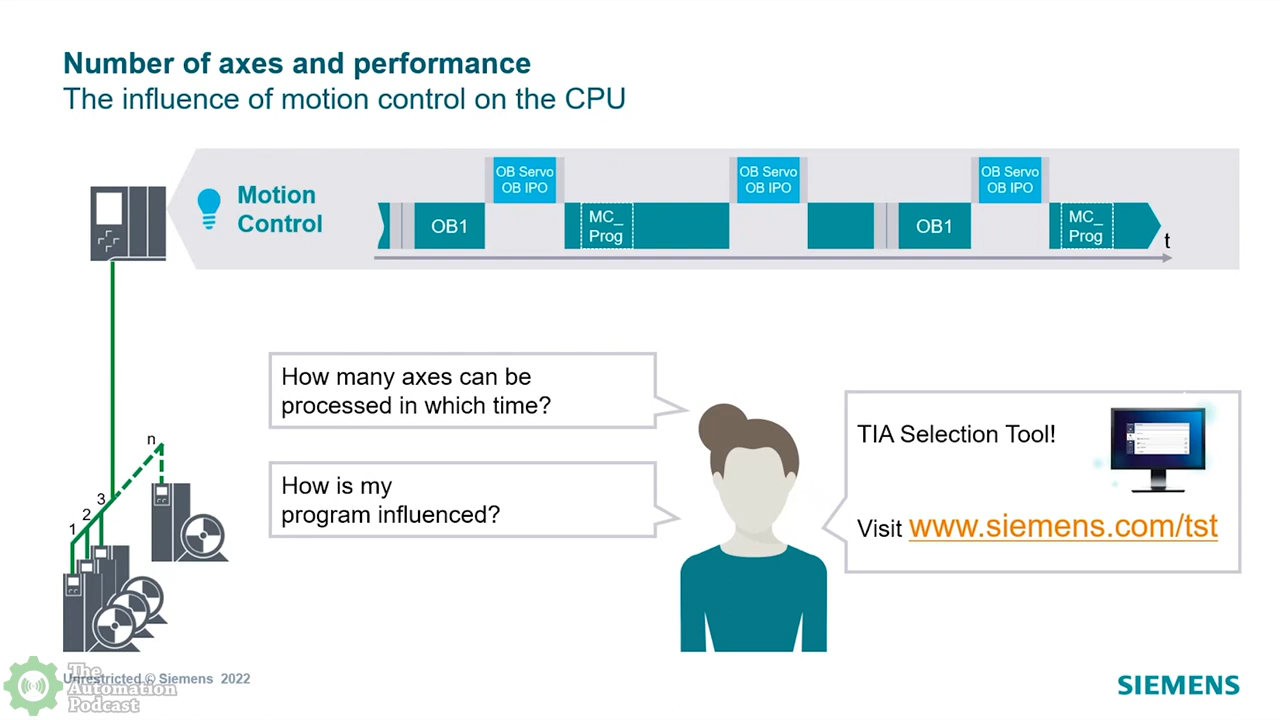 Number of axes and performance
The influence of motion control on the CPU
Motion
Control
OB Servo
OB IPO
OB Servo
OB IPO
OB Servo
OB IPO
OB1
MC_
Prog
OB1
MC_
Prog
t
How many axes can be
processed in which time?
How is my
program influenced?
TIA Selection Tool!
Visit www.siemens.com/tst
n
3
2
1
Unrestricted © Siemens 2022
The
Automation
Podcast
SIEMENS